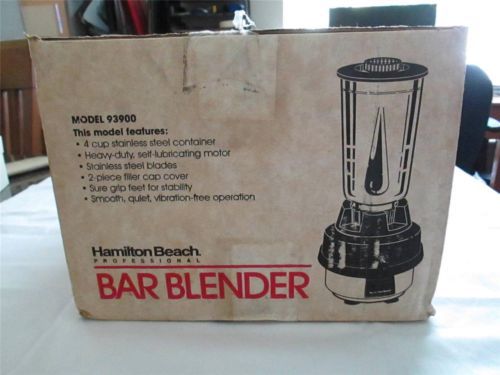 MODEL 93900
This model features:
• 4 cup stainless steel container
• Heavy-duty, self-lubricating motor
• Stainless steel blades
• 2-piece filler cap cover
• Sure grip feet for stability
• Smooth, quiet, vibration-free operation
Hamilton Beach
PROFESSIONAL
BAR BLENDER